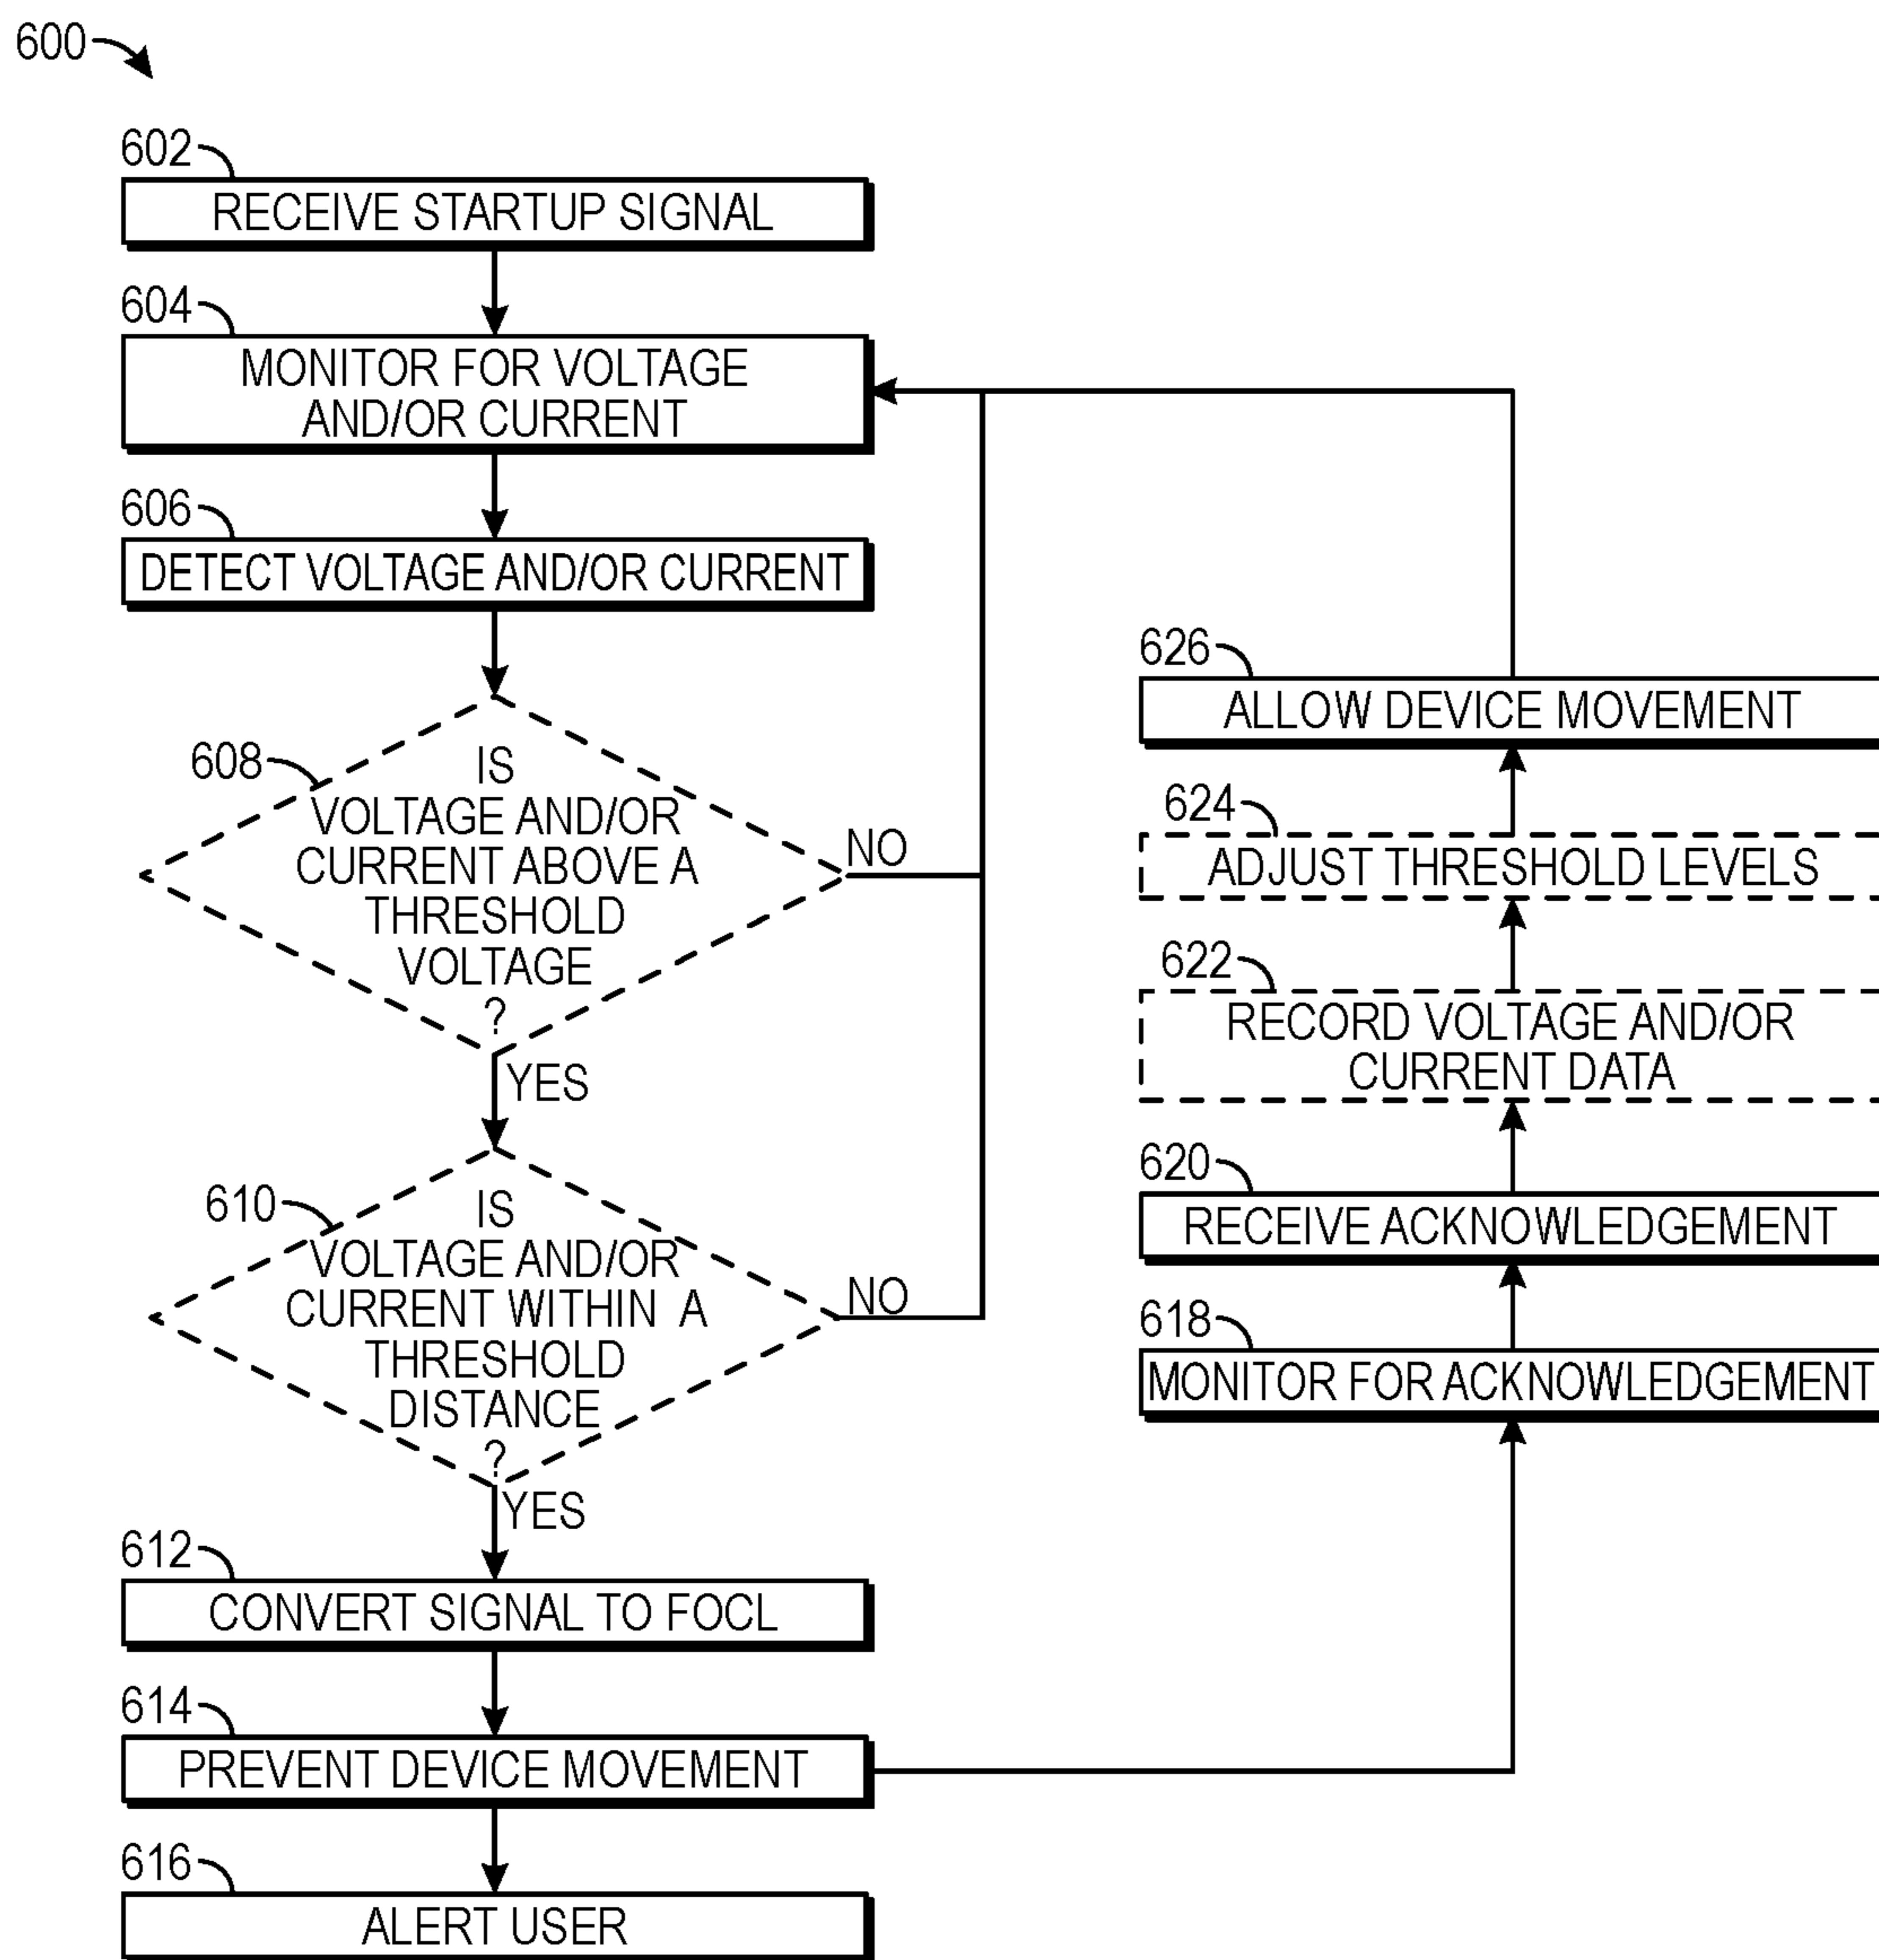 600
602
RECEIVE STARTUP SIGNAL
604
MONITOR FOR VOLTAGE
AND/OR CURRENT
606
DETECT VOLTAGE AND/OR CURRENT
608
IS
VOLTAGE AND/OR
CURRENT ABOVE A
THRESHOLD
VOLTAGE
?
NO
YES
610
IS
VOLTAGE AND/OR
CURRENT WITHIN A
THRESHOLD
DISTANCE
?
NO
YES
612
CONVERT SIGNAL TO FOCL
614
PREVENT DEVICE MOVEMENT
616
ALERT USER
626
ALLOW DEVICE MOVEMENT
624
ADJUST THRESHOLD LEVELS
622
RECORD VOLTAGE AND/OR
CURRENT DATA
620
RECEIVE ACKNOWLEDGEMENT
618
MONITOR FOR ACKNOWLEDGEMENT